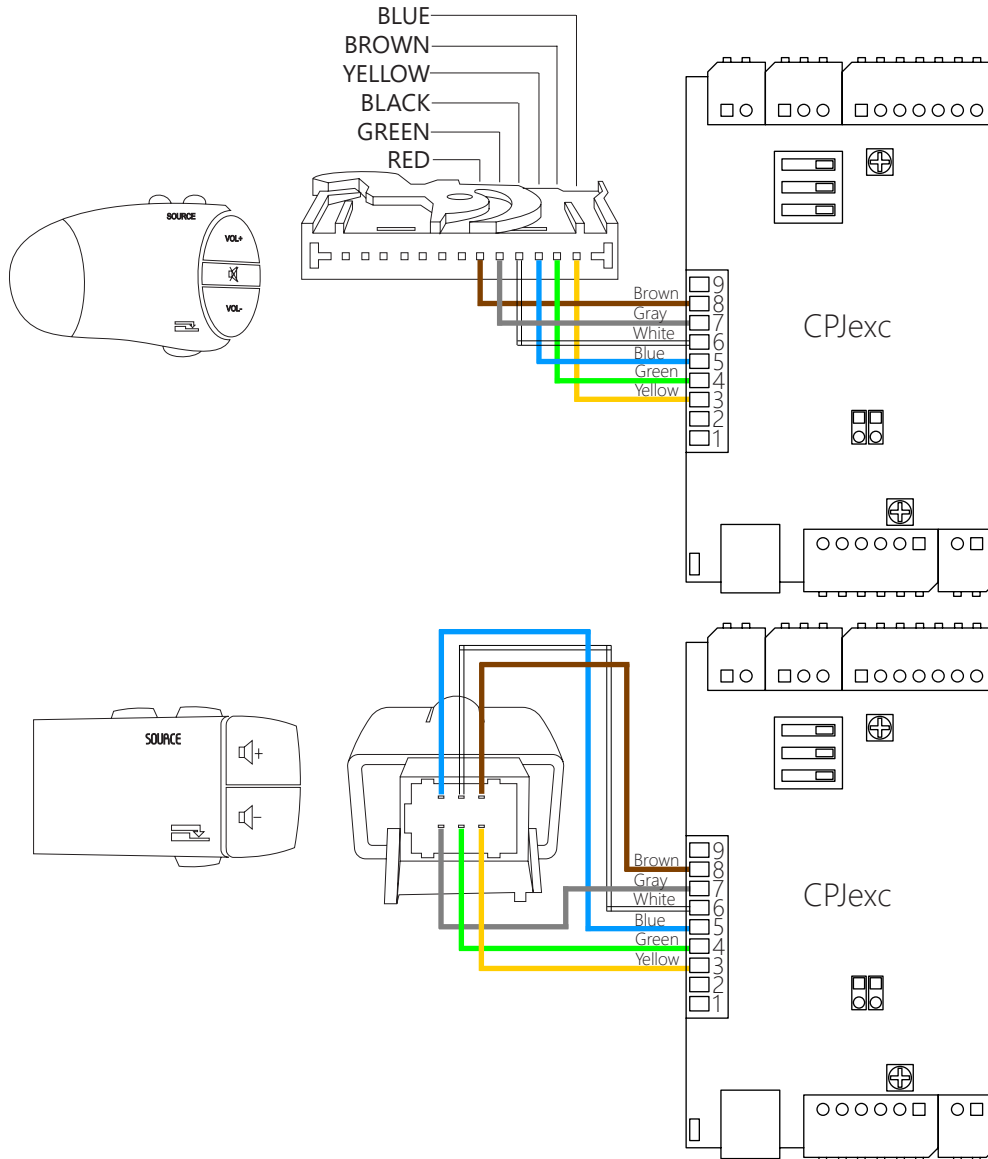 BLUE
BROWN
YELLOW
BLACK
GREEN
RED
SOURCE
VOL+
VOL-
Brown
Gray
White
Blue
Green
Yellow
9
8
7
6
5
4
3
2
1
CPJexc
SOURCE
+
-
Brown
Gray
White
Blue
Green
Yellow
9
8
7
6
5
4
3
2
1
CPJexc